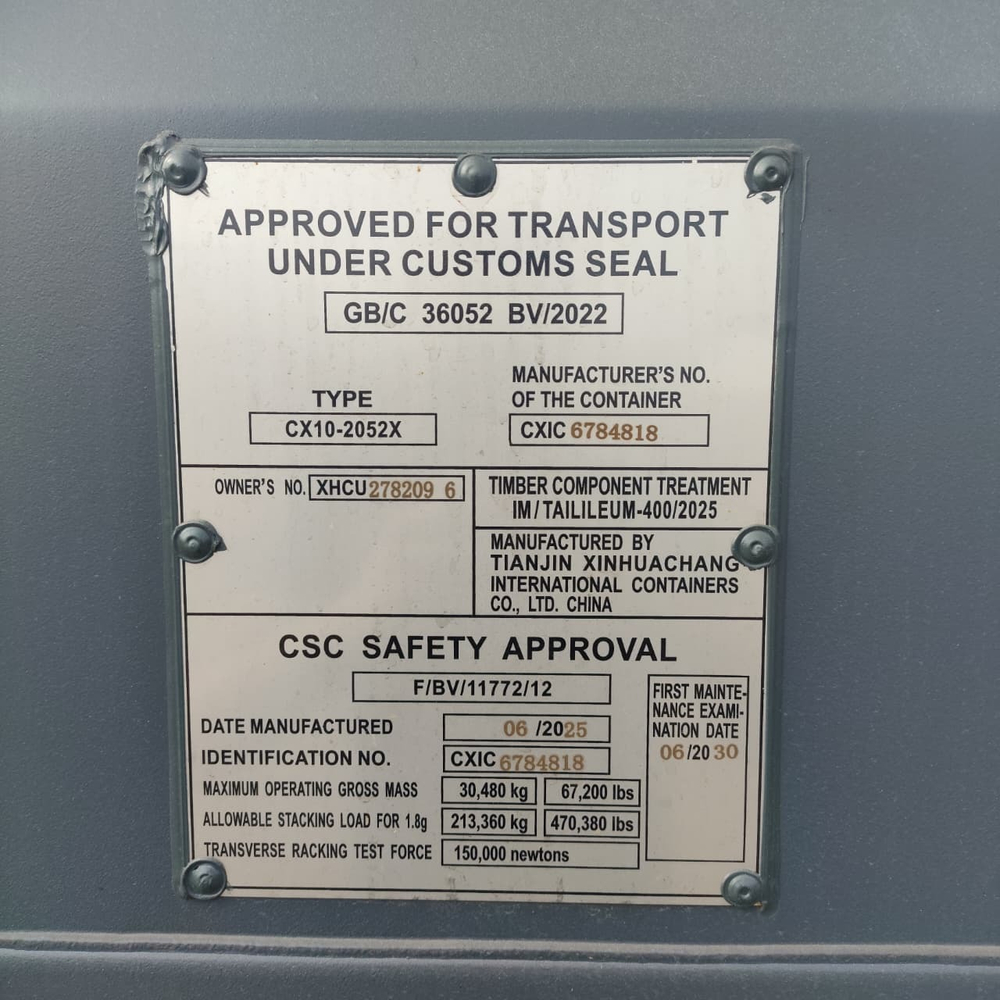 APPROVED FOR TRANSPORT
UNDER CUSTOMS SEAL
GB/C 36052 BV/2022
TYPE
CX10-2052X
MANUFACTURER'S NO.
OF THE CONTAINER
CXIC 6784818
OWNER'S NO. XHCU 278209 6
TIMBER COMPONENT TREATMENT
IM/TAILILEUM-400/2025
MANUFACTURED BY
TIANJIN XINHUACHANG
INTERNATIONAL CONTAINERS
CO., LTD. CHINA
CSC SAFETY APPROVAL
F/BV/11772/12
DATE MANUFACTURED 06 /2025
IDENTIFICATION NO. CXIC 6784818
MAXIMUM OPERATING GROSS MASS 30,480 kg 67,200 lbs
ALLOWABLE STACKING LOAD FOR 1.8g 213,360 kg 470,380 lbs
TRANSVERSE RACKING TEST FORCE 150,000 newtons
FIRST MAINTE-
NANCE EXAMI-
NATION DATE
06/20 30